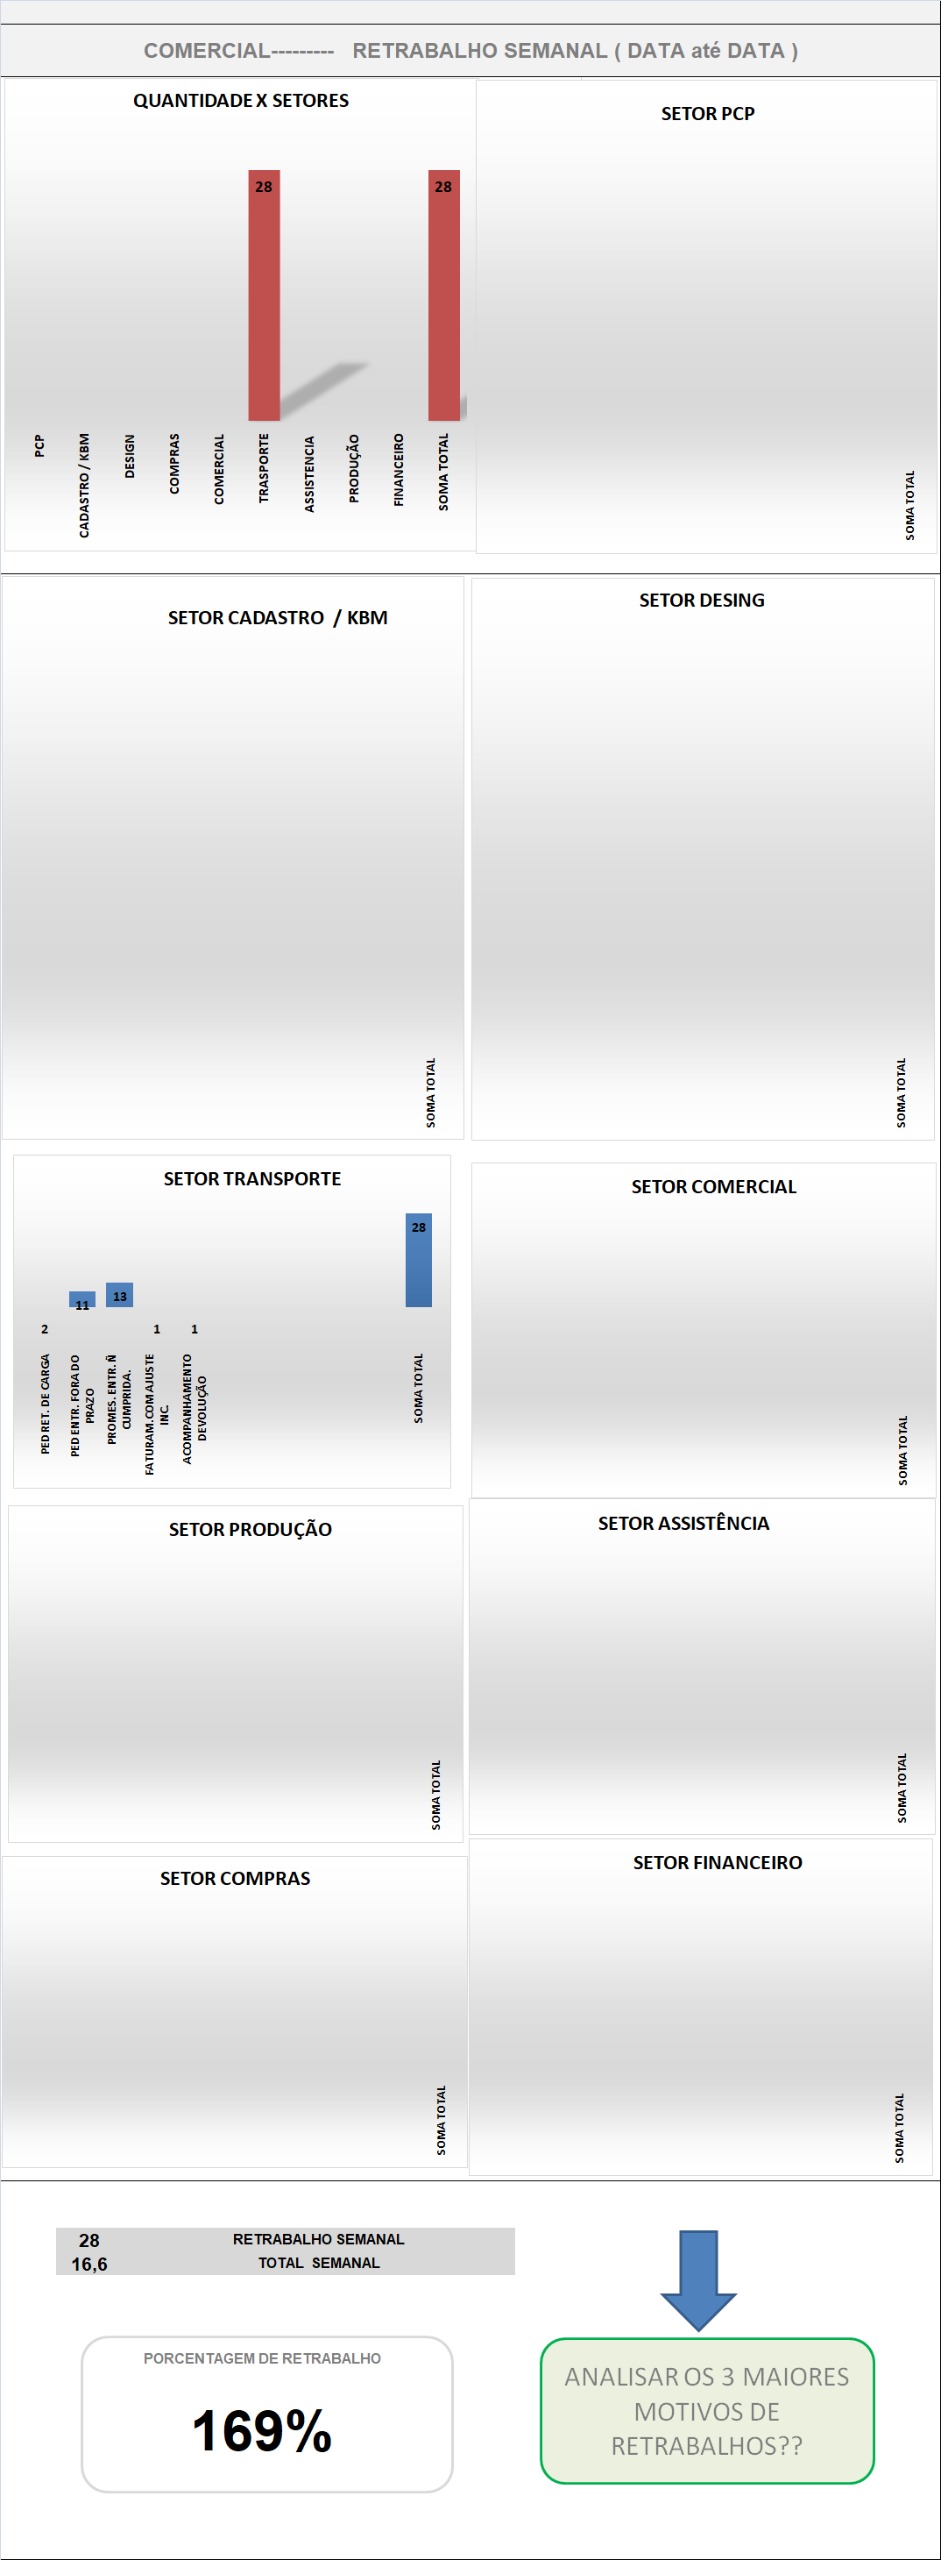 COMERCIAL--------- RETRABALHO SEMANAL ( DATA até DATA )
QUANTIDADE X SETORES
28
28
PCP
CADASTRO / KBM
DESIGN
COMPRAS
COMERCIAL
TRASPORTE
ASSISTENCIA
PRODUÇÃO
FINANCEIRO
SOMA TOTAL
SETOR PCP
SOMA TOTAL
SETOR CADASTRO / KBM
SOMA TOTAL
SETOR DESING
SOMA TOTAL
SETOR TRANSPORTE
2
11
13
1
1
28
PED RET. DE CARGA
PED ENTR. FORA DO
PRAZO
PROMES. ENTR. Ñ
CUMPRIDA.
FATURAM.COM AJUSTE
INC.
ACOMPANHAMENTO
DEVOLUÇÃO
SOMA TOTAL
SETOR COMERCIAL
SOMA TOTAL
SETOR PRODUÇÃO
SOMA TOTAL
SETOR ASSISTÊNCIA
SOMA TOTAL
SETOR COMPRAS
SOMA TOTAL
SETOR FINANCEIRO
SOMA TOTAL
28 RETRABALHO SEMANAL
16,6 TOTAL SEMANAL
PORCENTAGEM DE RETRABALHO
169%
ANALISAR OS 3 MAIORES
MOTIVOS DE
RETRABALHOS??